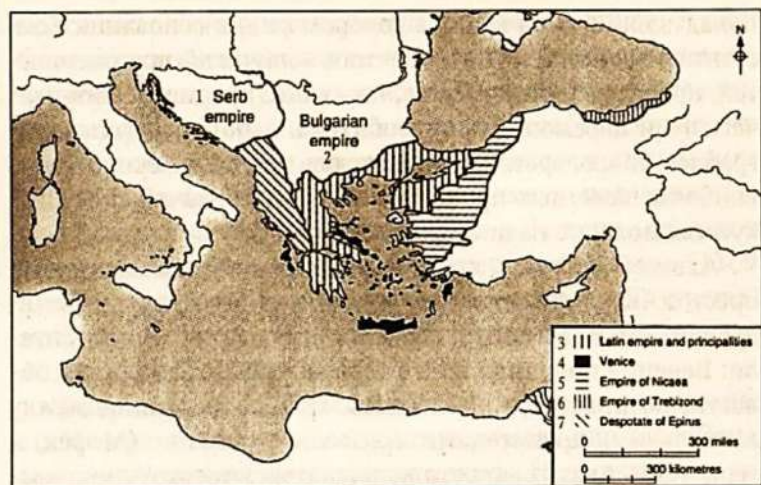 N
Serb
empire
Bulgarian
empire
2
3 Latin empire and principalities
4 Venice
5 Empire of Nicaea
6 Empire of Trebizond
7 Despotate of Epirus
0 300 miles
0 300 kilometres